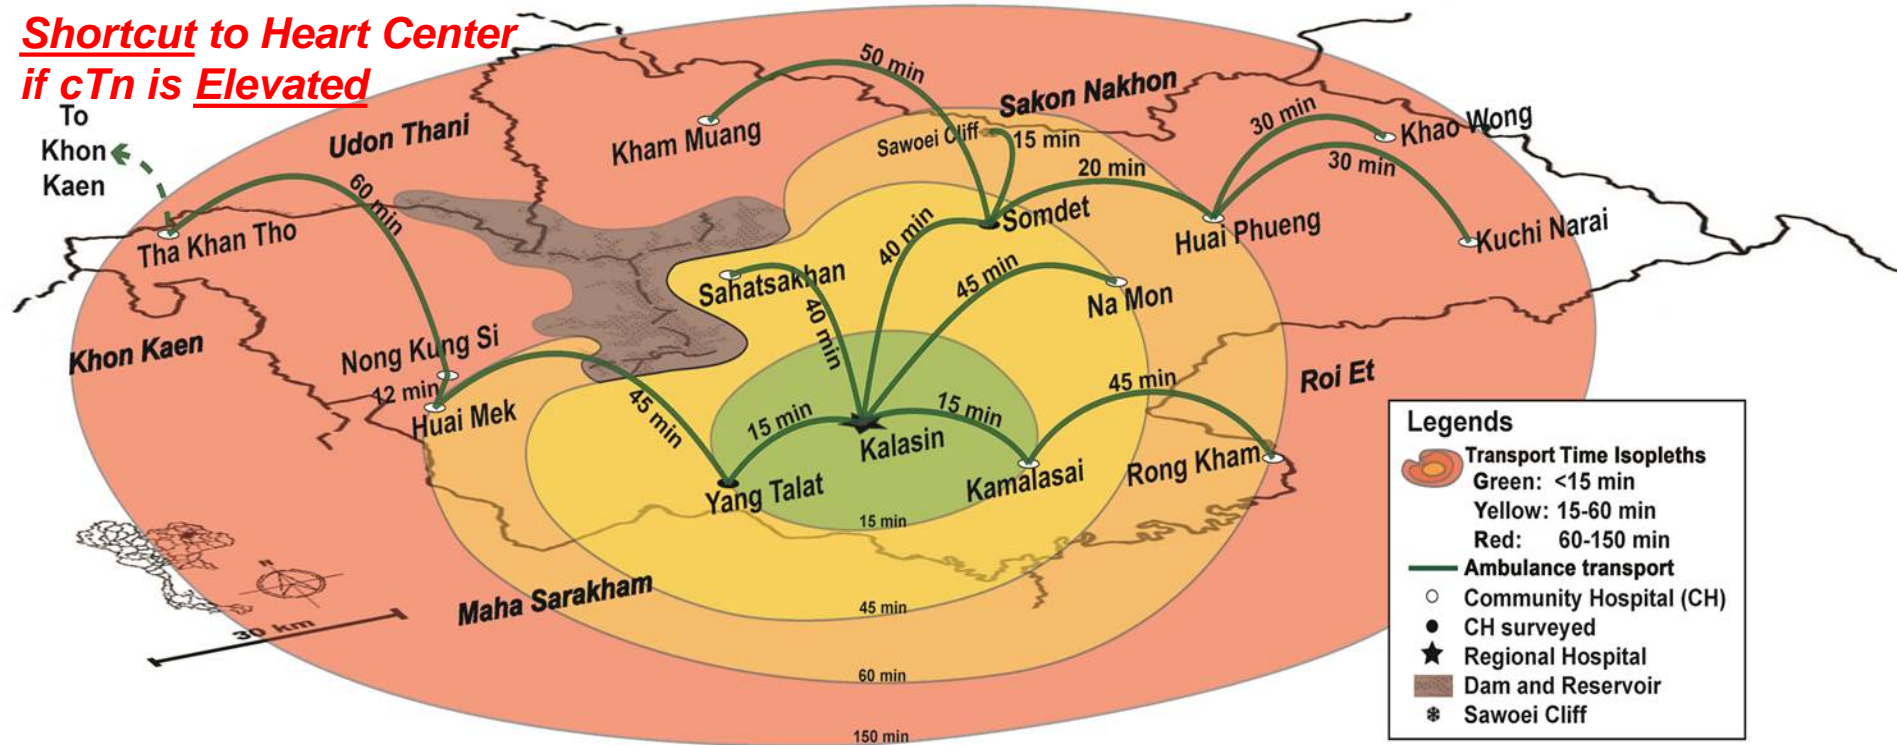 Shortcut to Heart Center
if cTn is Elevated
To
Khon
Kaen
Udon Thani
50 min
Kham Muang
Sakon Nakhon
Sawoei Cliff
15 min
20 min
30 min
Khao Wong
30 min
60 min
Tha Khan Tho
Somdet
Huai Phueng
Kuchi Narai
40 min
45 min
Sahatsakhan
40 min
Na Mon
Khon Kaen
Nong Kung Si
12 min
Huai Mek
45 min
15 min
15 min
Kalasin
45 min
Roi Et
Yang Talat
Kamalasai
Rong Kham
15 min
N
Maha Sarakham
30 km
45 min
60 min
150 min
Legends
Transport Time Isopleths
Green: <15 min
Yellow: 15-60 min
Red: 60-150 min
Ambulance transport
Community Hospital (CH)
CH surveyed
Regional Hospital
Dam and Reservoir
Sawoei Cliff